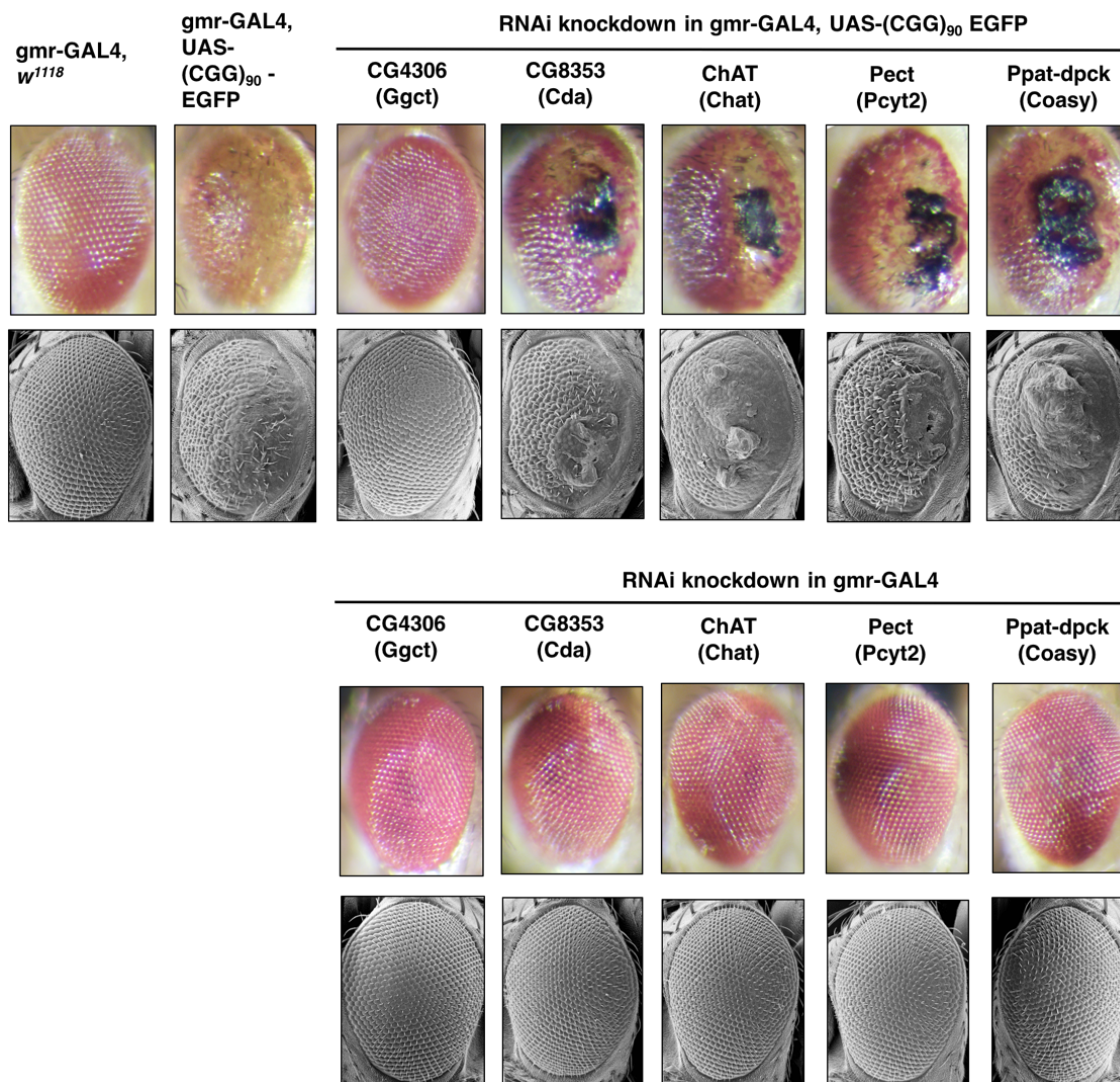 gmr-GAL4,
w¹¹¹⁸
gmr-GAL4,
UAS-
(CGG)₉₀ -
EGFP
RNAi knockdown in gmr-GAL4, UAS-(CGG)₉₀ EGFP
CG4306
(Ggct)
CG8353
(Cda)
ChAT
(Chat)
Pect
(Pcyt2)
Ppat-dpck
(Coasy)
RNAi knockdown in gmr-GAL4
CG4306
(Ggct)
CG8353
(Cda)
ChAT
(Chat)
Pect
(Pcyt2)
Ppat-dpck
(Coasy)